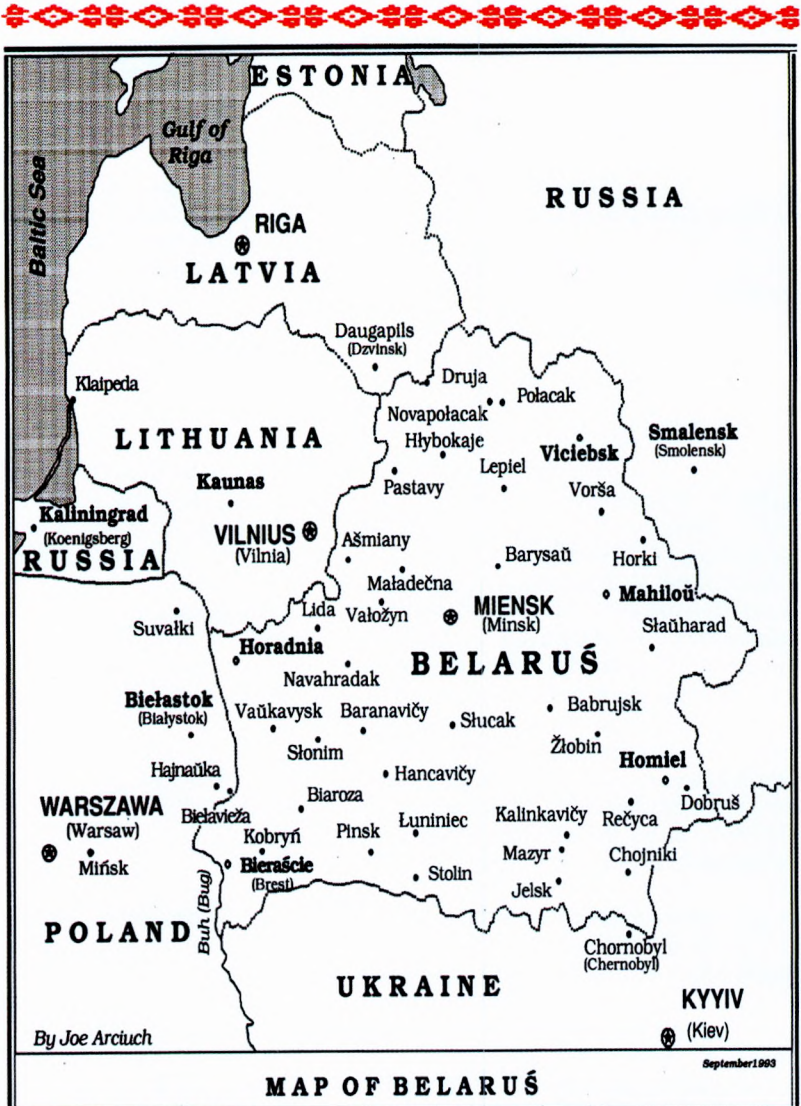 ESTONIA
Gulf of
Riga
Baltic Sea
RUSSIA
RIGA
LATVIA
Daugapils
(Dzvinsk)
Klaipeda
Druja
Novapołacak
Połacak
LITHUANIA
Hłybokaje
Viciebsk
Smalensk
(Smolensk)
Kaunas
Pastavy
Lepiel
Vorša
Kaliningrad
(Koenigsberg)
RUSSIA
VILNIUS
(Vilnia)
Ašmiany
Barysaŭ
Horki
Maładečna
Mahiloŭ
Suvałki
Lida
Vałožyn
MIENSK
(Minsk)
Słaŭharad
Horadnia
BELARUŚ
Navahradak
Biełastok
(Białystok)
Vaŭkavysk
Baranavičy
Słucak
Babrujsk
Słonim
Žłobin
Homiel
Hajnaŭka
Hancavičy
Dobruš
WARSZAWA
(Warsaw)
Biełavieža
Biaroza
Łuniniec
Kalinkavičy
Rečyca
Mińsk
Kobryń
Pinsk
Mazyr
Chojniki
Bieraście
(Brest)
Stolin
Jelsk
POLAND
Buh (Bug)
Chornobyl
(Chernobyl)
UKRAINE
KYYIV
(Kiev)
By Joe Arciuch
September1993
MAP OF BELARUŚ